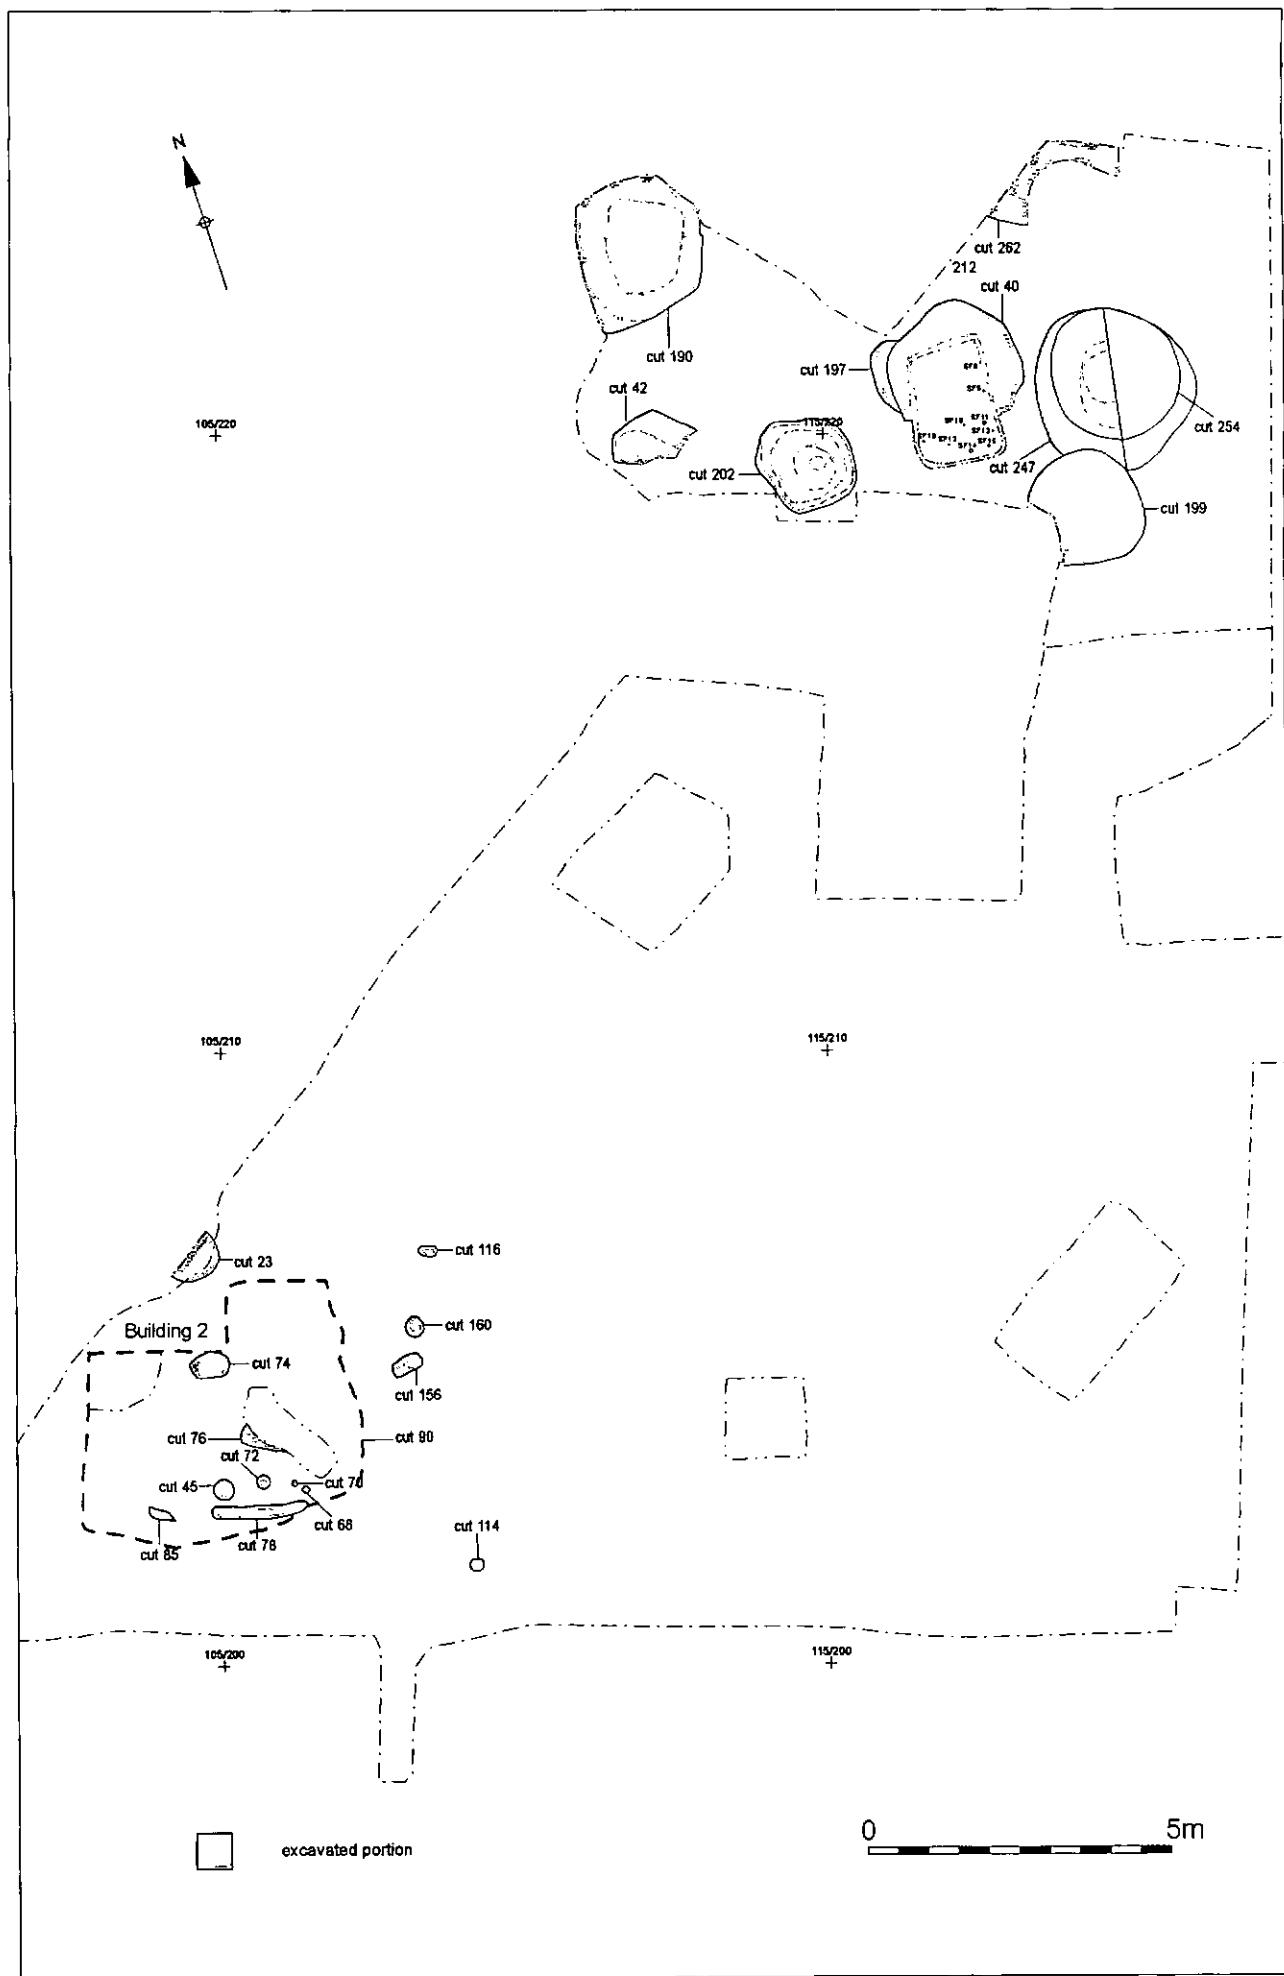 N
cut 262
212
cut 40
cut 190
cut 197
cut 42
105/220
115/220
SF8
cut 254
cut 247
cut 202
cut 199
105/210
115/210
cut 116
cut 23
cut 160
Building 2
cut 74
cut 156
cut 76
cut 90
cut 72
cut 45
cut 70
cut 68
cut 114
cut 85
cut 78
105/200
115/200
0 5m
excavated portion